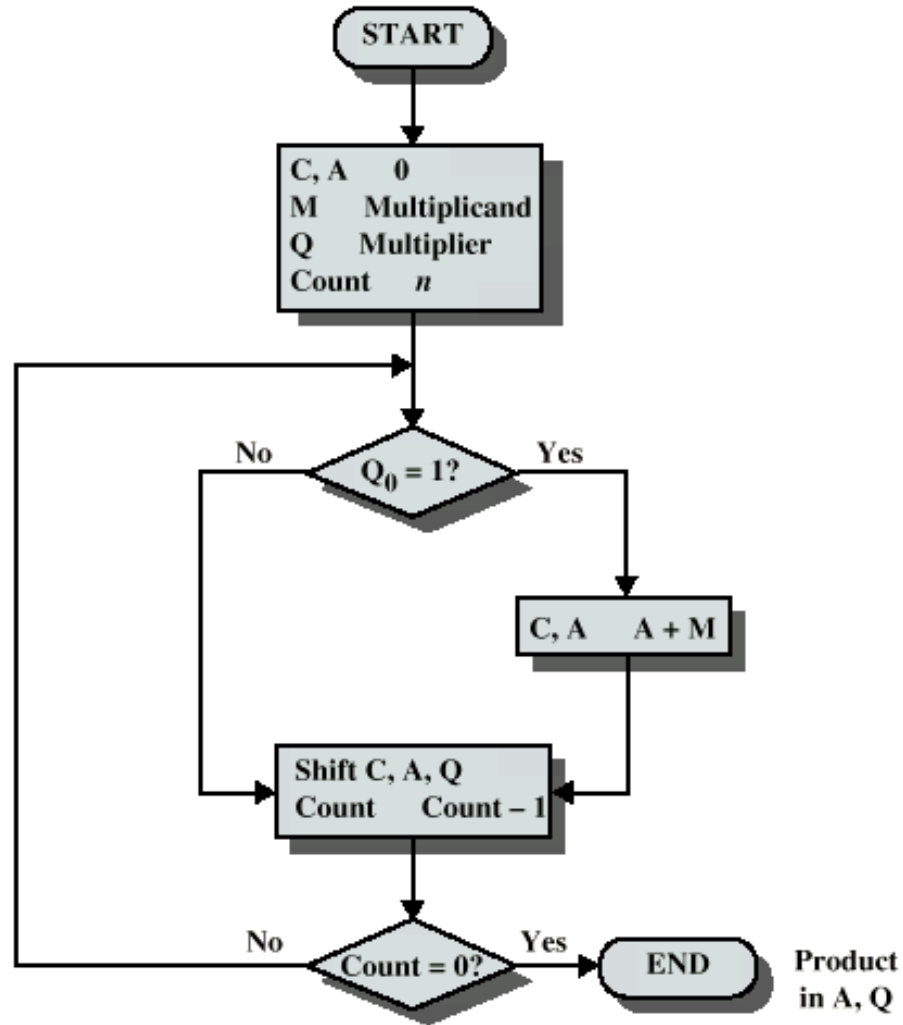 START
C, A 0
M Multiplicand
Q Multiplier
Count n
No
Yes
Q0 = 1?
C, A A + M
Shift C, A, Q
Count Count – 1
No
Yes
Count = 0?
END
Product
in A, Q